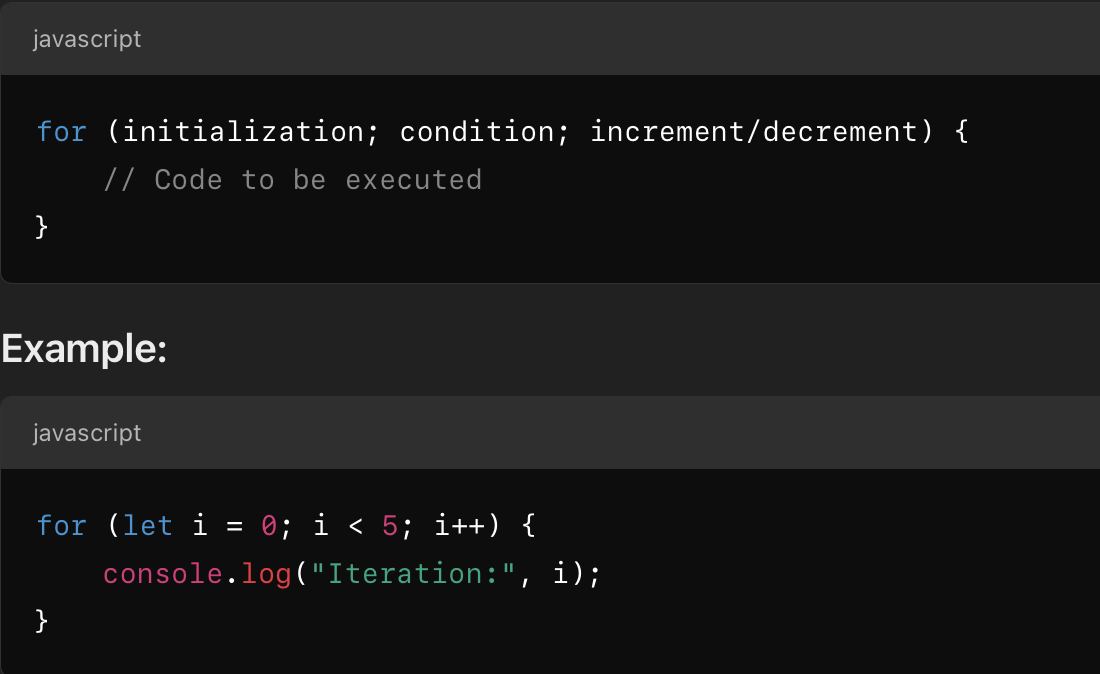 javascript
for (initialization; condition; increment/decrement) {
    // Code to be executed
}
Example:
javascript
for (let i = 0; i < 5; i++) {
    console.log("Iteration:", i);
}